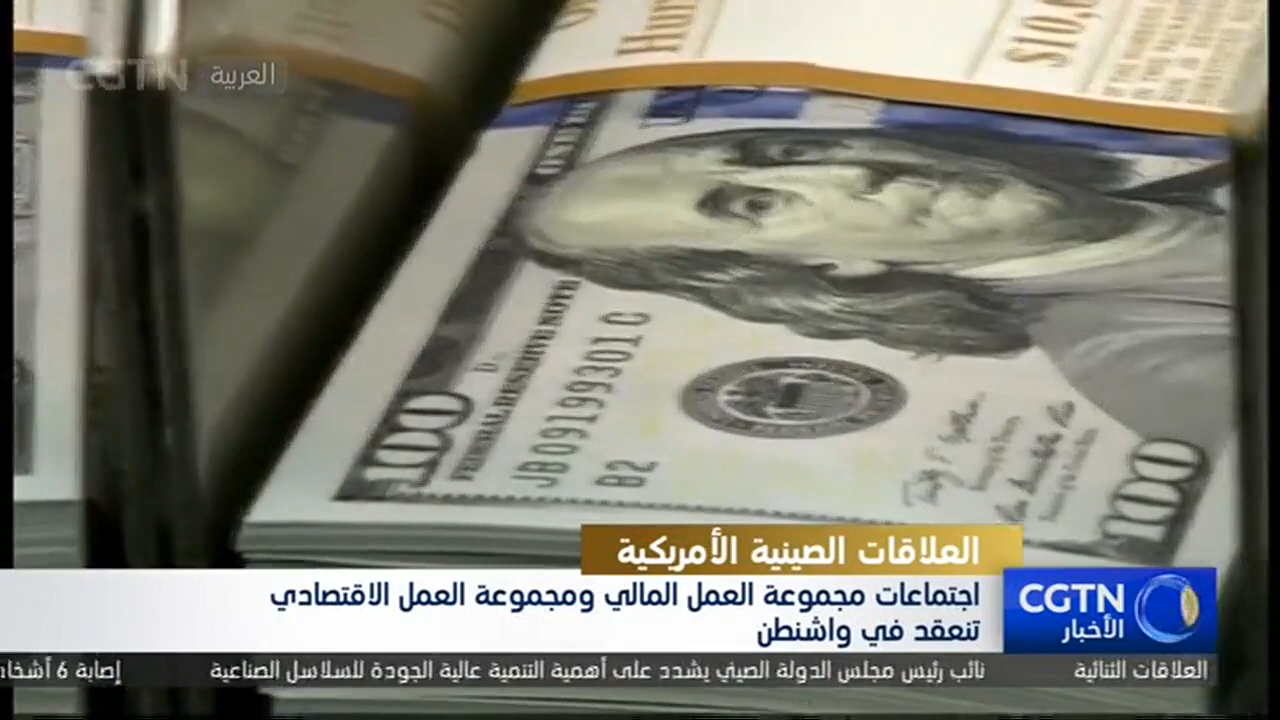 CGTN العربية
$10,0
100
FEDERAL RESERVE NOTE
JB09199301C
B2
100
العلاقات الصينية الأمريكية
اجتماعات مجموعة العمل المالي ومجموعة العمل الاقتصادي
تنعقد في واشنطن
CGTN
الأخبار
العلاقات الثنائية
نائب رئيس مجلس الدولة الصيني يشدد على أهمية التنمية عالية الجودة للسلاسل الصناعية
إصابة 6 أشخا